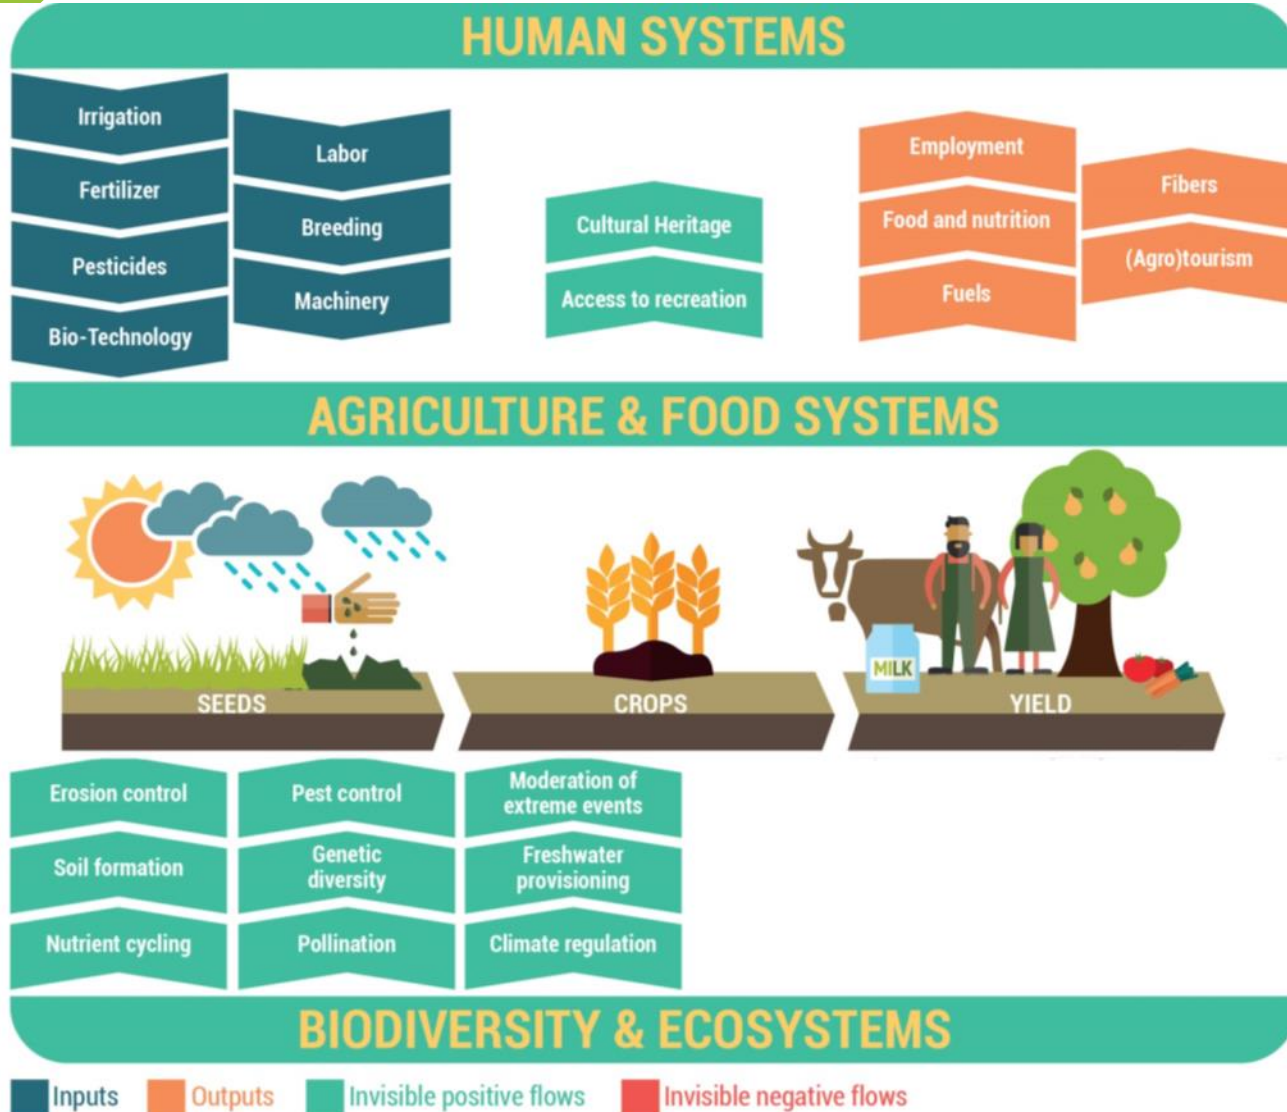 HUMAN SYSTEMS
Irrigation
Fertilizer
Pesticides
Bio-Technology
Labor
Breeding
Machinery
Cultural Heritage
Access to recreation
Employment
Food and nutrition
Fuels
Fibers
(Agro)tourism
AGRICULTURE & FOOD SYSTEMS
MILK
SEEDS
CROPS
YIELD
Erosion control
Soil formation
Nutrient cycling
Pest control
Genetic
diversity
Pollination
Moderation of
extreme events
Freshwater
provisioning
Climate regulation
BIODIVERSITY & ECOSYSTEMS
Inputs
Outputs
Invisible positive flows
Invisible negative flows